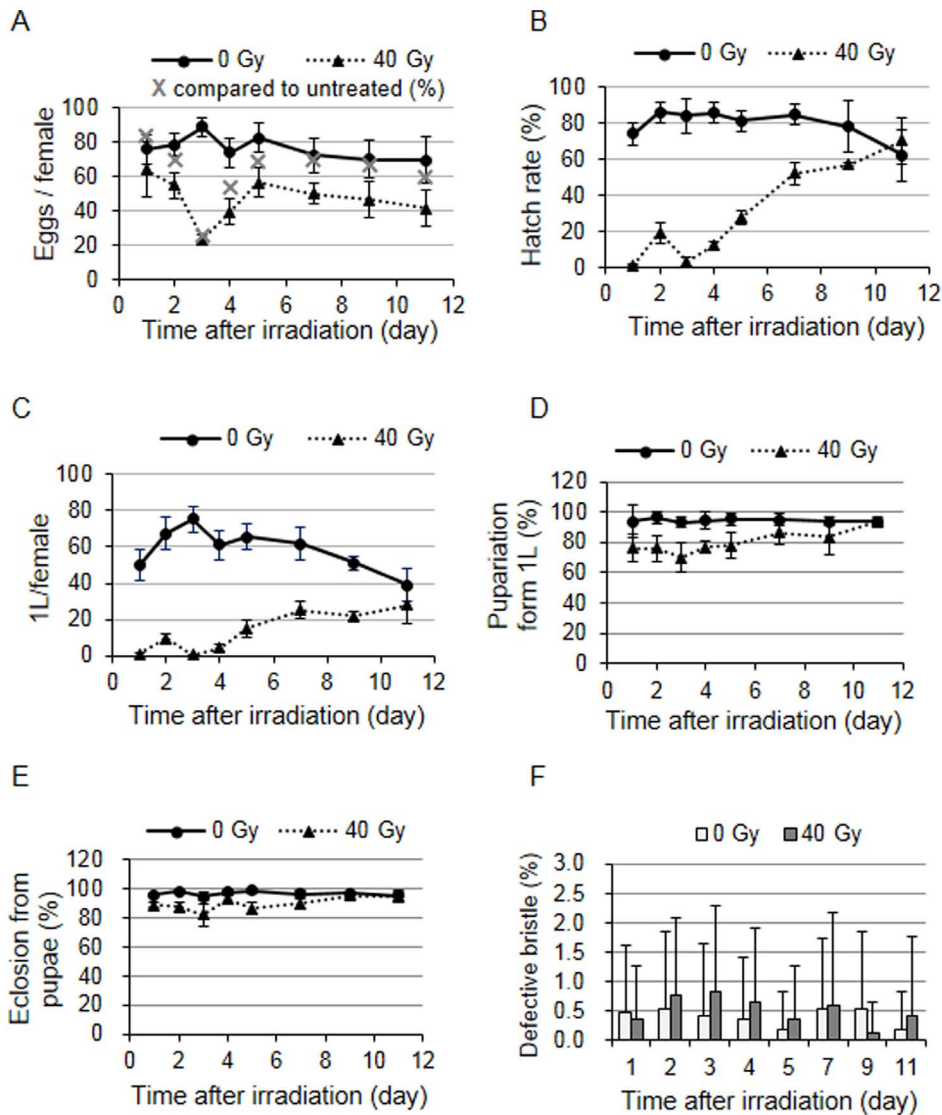 A
0 Gy 40 Gy
compared to untreated (%)
100
80
60
40
20
0
Eggs / female
0 2 4 6 8 10 12
Time after irradiation (day)
B
0 Gy 40 Gy
100
80
60
40
20
0
Hatch rate (%)
0 2 4 6 8 10 12
Time after irradiation (day)
C
0 Gy 40 Gy
100
80
60
40
20
0
1L/female
0 2 4 6 8 10 12
Time after irradiation (day)
D
0 Gy 40 Gy
120
100
80
60
40
20
0
Pupariation
form 1L (%)
0 2 4 6 8 10 12
Time after irradiation (day)
E
0 Gy 40 Gy
120
100
80
60
40
20
0
Eclosion from
pupae (%)
0 2 4 6 8 10 12
Time after irradiation (day)
F
0 Gy 40 Gy
3.0
2.5
2.0
1.5
1.0
0.5
0.0
Defective bristle (%)
1 2 3 4 5 7 9 11
Time after irradiation (day)